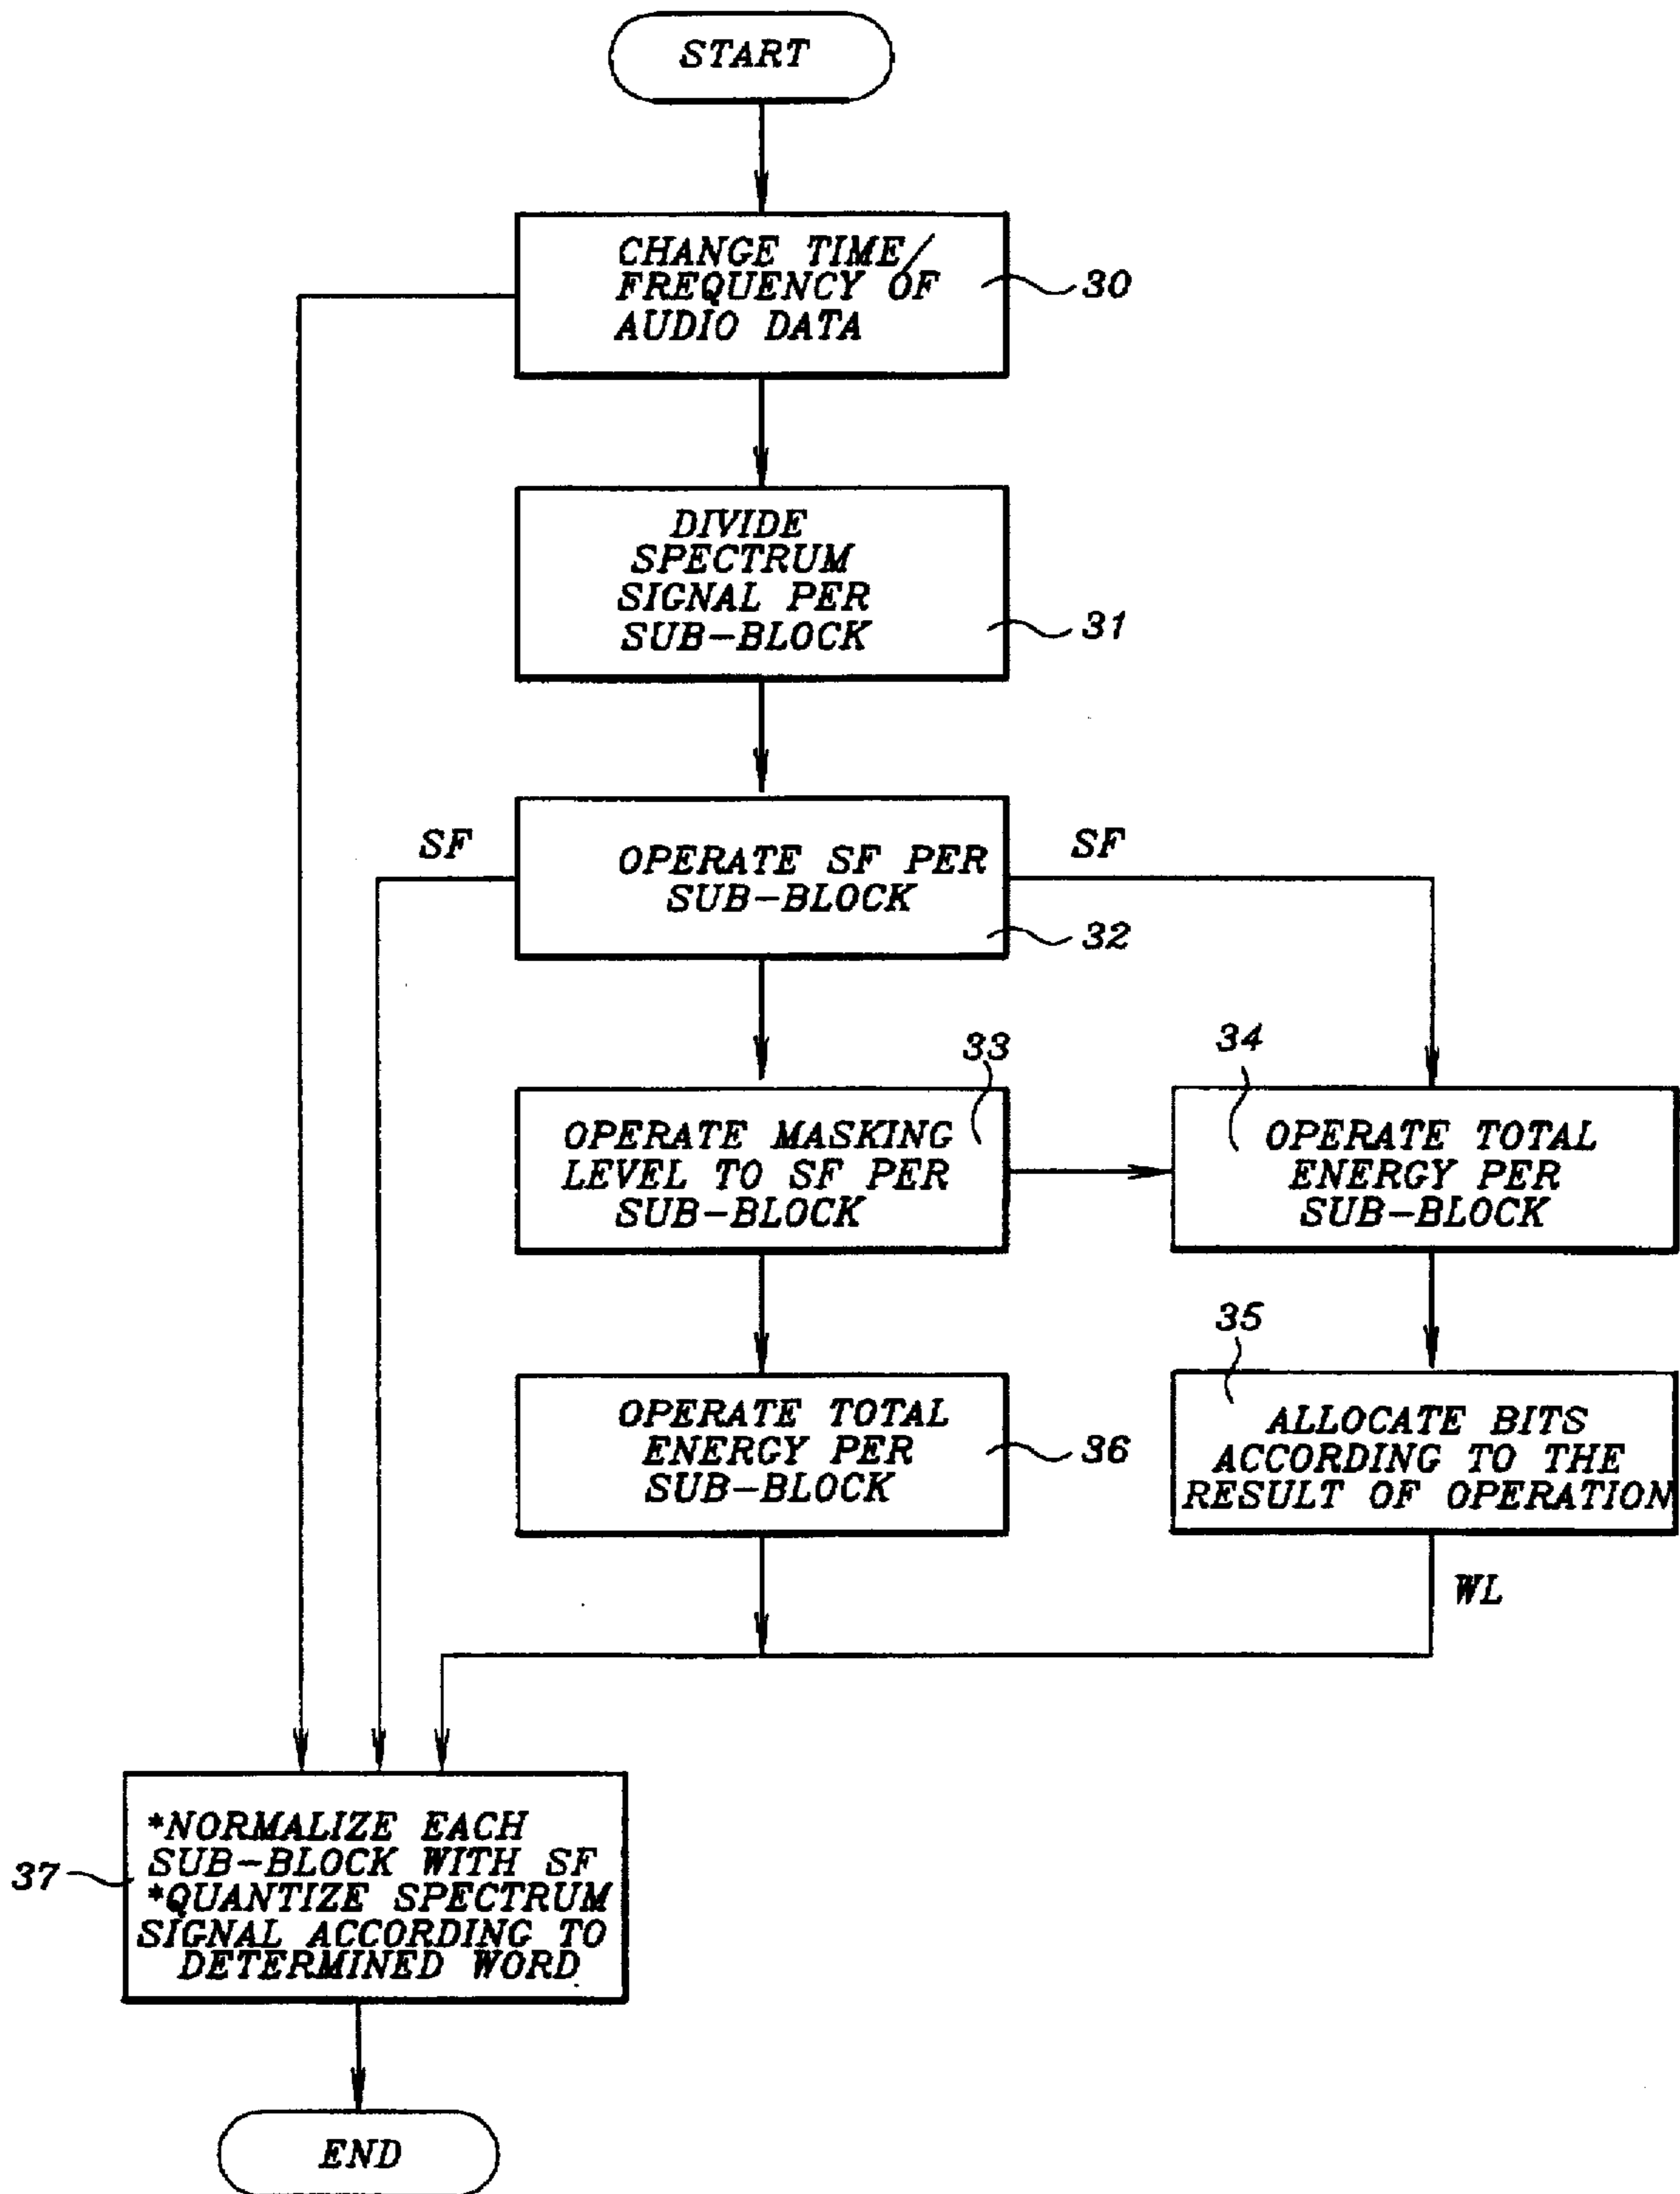 START
CHANGE TIME/
FREQUENCY OF
AUDIO DATA
30
DIVIDE
SPECTRUM
SIGNAL PER
SUB-BLOCK
31
SF
OPERATE SF PER
SUB-BLOCK
SF
32
33
OPERATE MASKING
LEVEL TO SF PER
SUB-BLOCK
34
OPERATE TOTAL
ENERGY PER
SUB-BLOCK
OPERATE TOTAL
ENERGY PER
SUB-BLOCK
36
35
ALLOCATE BITS
ACCORDING TO THE
RESULT OF OPERATION
WL
37
*NORMALIZE EACH
SUB-BLOCK WITH SF
*QUANTIZE SPECTRUM
SIGNAL ACCORDING TO
DETERMINED WORD
END